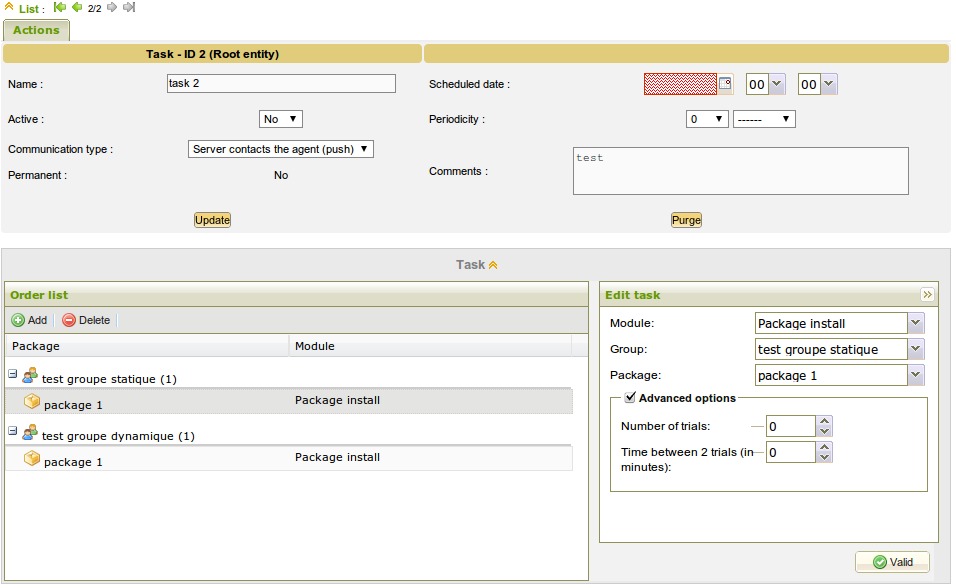 List : 2/2
Actions
Task - ID 2 (Root entity)
Name : task 2 Scheduled date : 00 00
Active : No Periodicity : 0 ------
Communication type : Server contacts the agent (push)
Permanent : No Comments : test
Update Purge
Task
Order list
Add Delete
Package Module
test groupe statique (1)
package 1 Package install
test groupe dynamique (1)
package 1 Package install
Edit task
Module: Package install
Group: test groupe statique
Package: package 1
Advanced options
Number of trials: 0
Time between 2 trials (in 0
minutes):
Valid